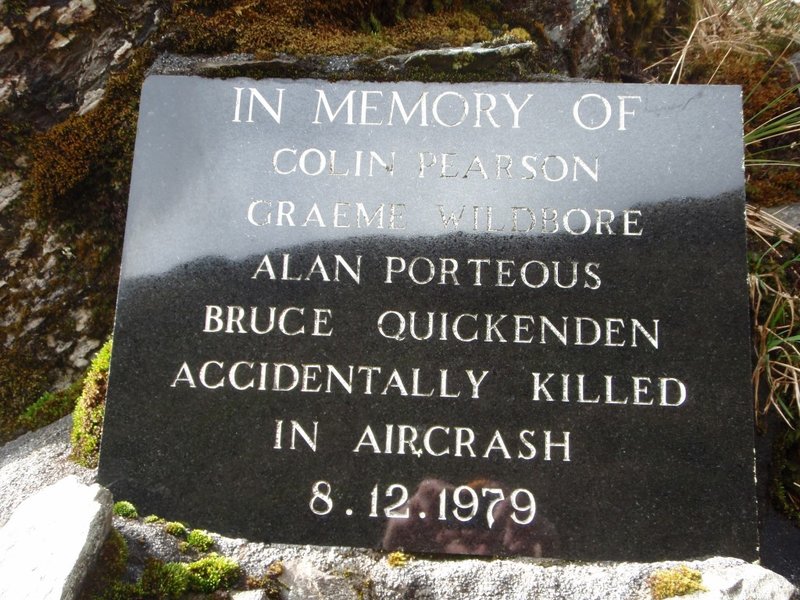 IN MEMORY OF
COLIN PEARSON
GRAEME WILDBORE
ALAN PORTEOUS
BRUCE QUICKENDEN
ACCIDENTALLY KILLED
IN AIRCRASH
8.12.1979